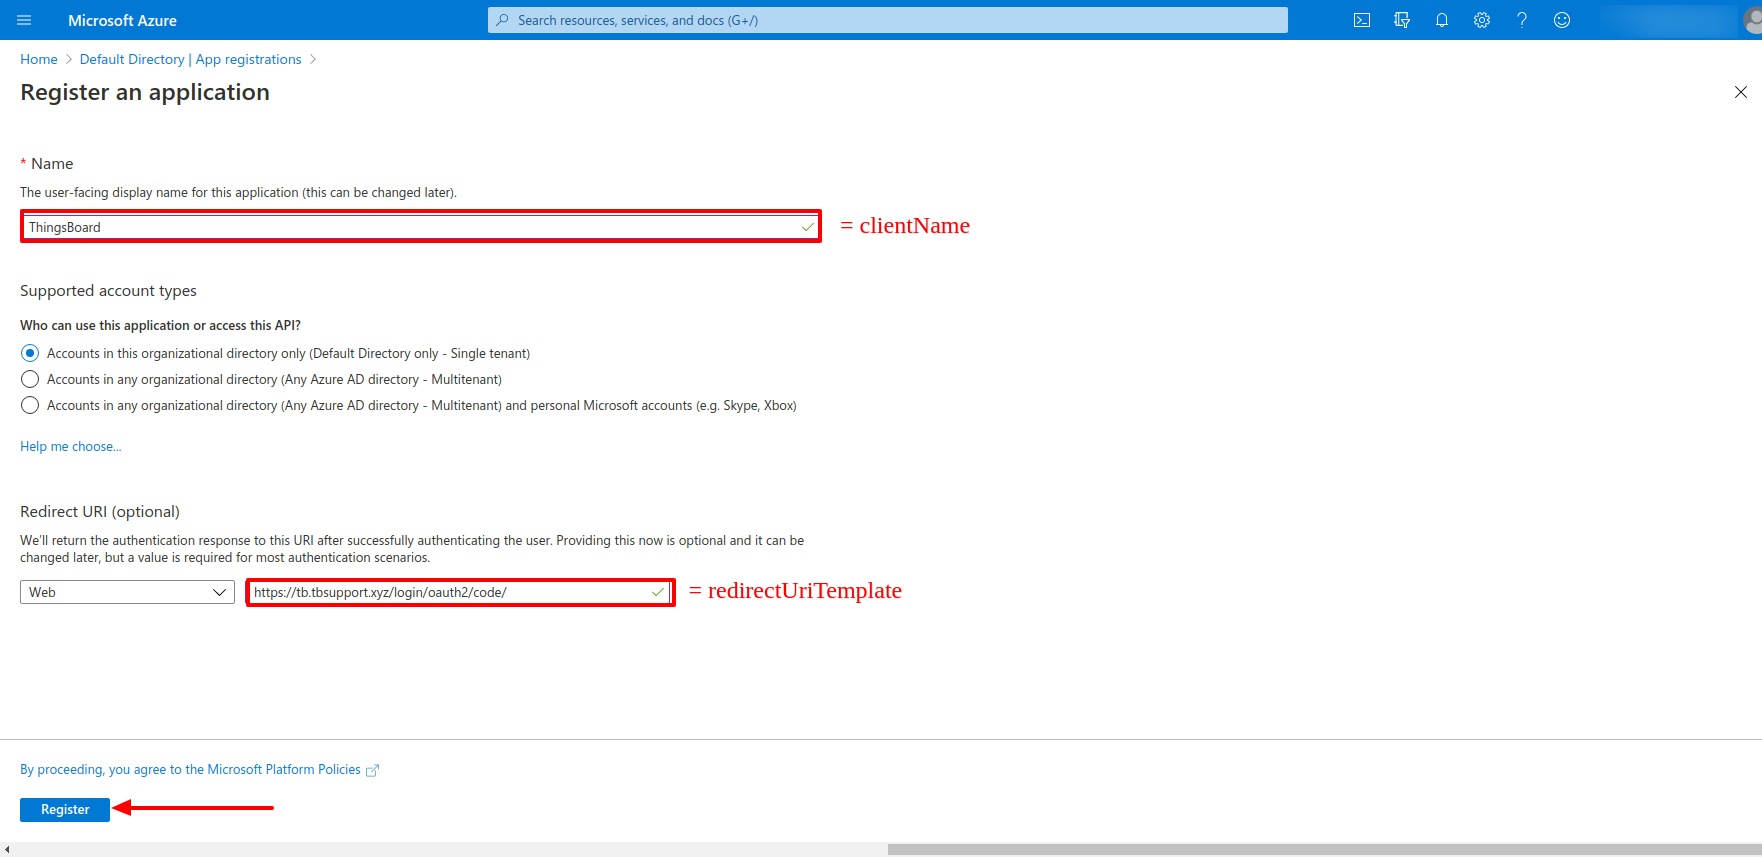 Microsoft Azure
Search resources, services, and docs (G+/)
Home > Default Directory | App registrations >
Register an application
* Name
The user-facing display name for this application (this can be changed later).
ThingsBoard
= clientName
Supported account types
Who can use this application or access this API?
Accounts in this organizational directory only (Default Directory only - Single tenant)
Accounts in any organizational directory (Any Azure AD directory - Multitenant)
Accounts in any organizational directory (Any Azure AD directory - Multitenant) and personal Microsoft accounts (e.g. Skype, Xbox)
Help me choose...
Redirect URI (optional)
We'll return the authentication response to this URI after successfully authenticating the user. Providing this now is optional and it can be
changed later, but a value is required for most authentication scenarios.
Web
https://tb.tbsupport.xyz/login/oauth2/code/
= redirectUriTemplate
By proceeding, you agree to the Microsoft Platform Policies
Register